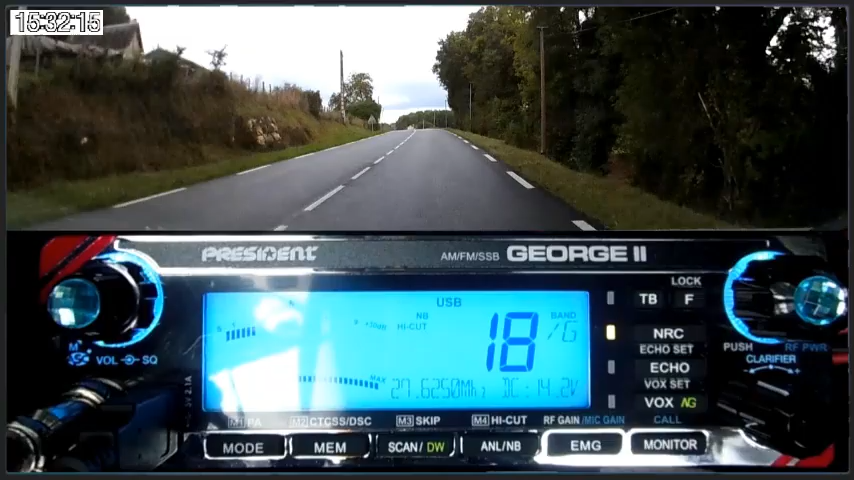 15:32:15
PRESIDENT
AM/FM/SSB GEORGE II
LOCK
TB F
USB
NB
HI-CUT
18 /G
BAND
NRC
ECHO SET
ECHO
VOX SET
VOX NG
PUSH RF PWR
CLARIFIER
M
VOL SQ
MAX
27.6250MHz DC:14.2V
M1 PA
M2 CTCSS/DSC
M3 SKIP
M4 HI-CUT
RF GAIN/MIC GAIN
CALL
MODE
MEM
SCAN/ DW
ANL/NB
EMG
MONITOR